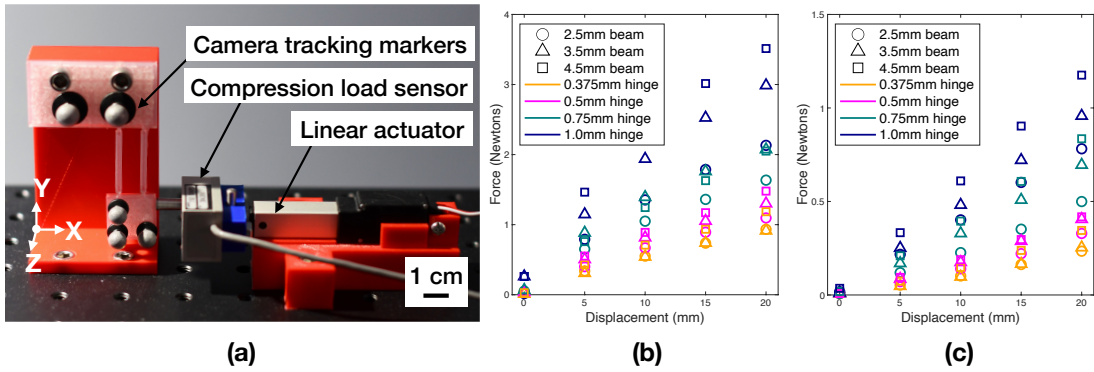 Camera tracking markers
Compression load sensor
Linear actuator
Y
X
Z
1 cm
(a)
Force (Newtons)
4
3
2
1
0
2.5mm beam
3.5mm beam
4.5mm beam
0.375mm hinge
0.5mm hinge
0.75mm hinge
1.0mm hinge
0 5 10 15 20
Displacement (mm)
(b)
Force (Newtons)
1.5
1
0.5
0
2.5mm beam
3.5mm beam
4.5mm beam
0.375mm hinge
0.5mm hinge
0.75mm hinge
1.0mm hinge
0 5 10 15 20
Displacement (mm)
(c)